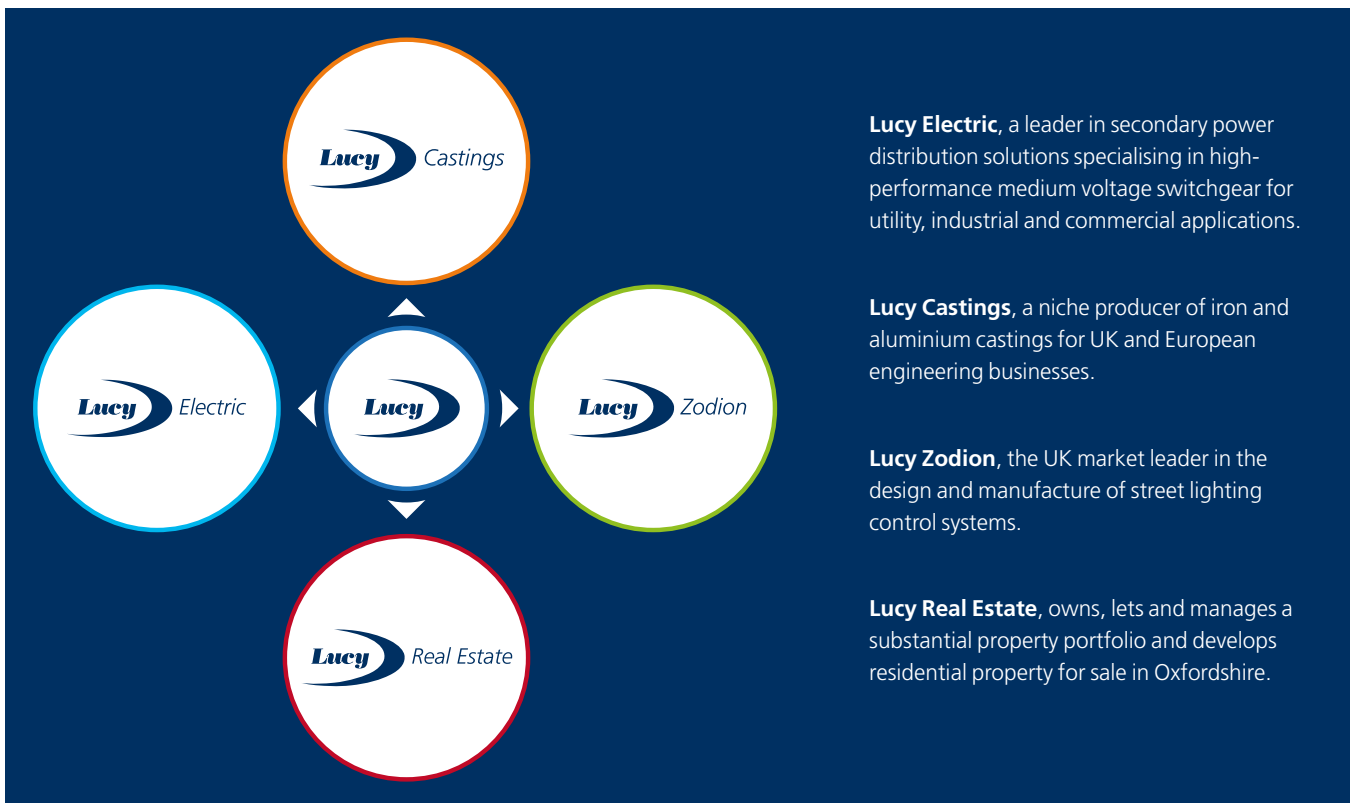 Lucy Castings
Lucy Electric
Lucy
Lucy Zodion
Lucy Real Estate
Lucy Electric, a leader in secondary power
distribution solutions specialising in high-
performance medium voltage switchgear for
utility, industrial and commercial applications.
Lucy Castings, a niche producer of iron and
aluminium castings for UK and European
engineering businesses.
Lucy Zodion, the UK market leader in the
design and manufacture of street lighting
control systems.
Lucy Real Estate, owns, lets and manages a
substantial property portfolio and develops
residential property for sale in Oxfordshire.